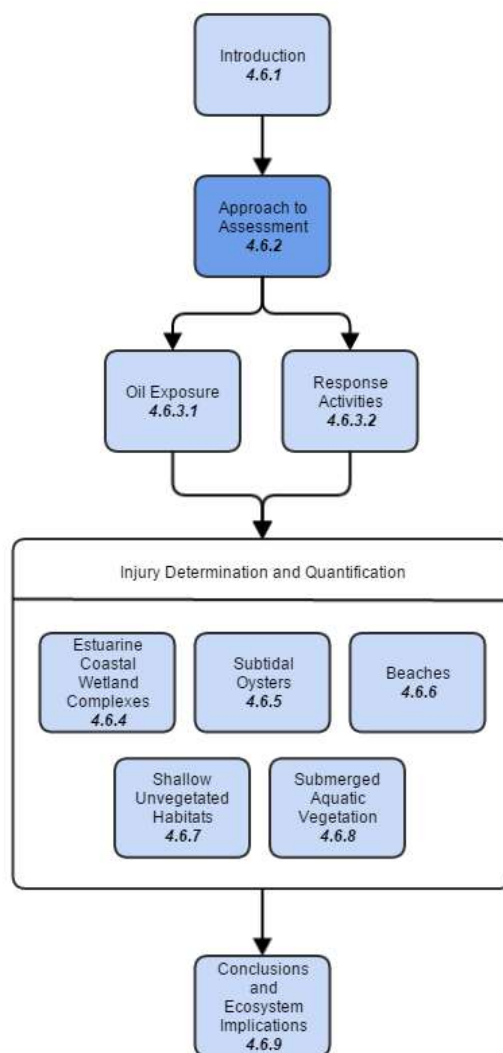 Introduction
4.6.1
Approach to
Assessment
4.6.2
Oil Exposure
4.6.3.1
Response
Activities
4.6.3.2
Injury Determination and Quantification
Estuarine
Coastal
Wetland
Complexes
4.6.4
Subtidal
Oysters
4.6.5
Beaches
4.6.6
Shallow
Unvegetated
Habitats
4.6.7
Submerged
Aquatic
Vegetation
4.6.8
Conclusions
and
Ecosystem
Implications
4.6.9